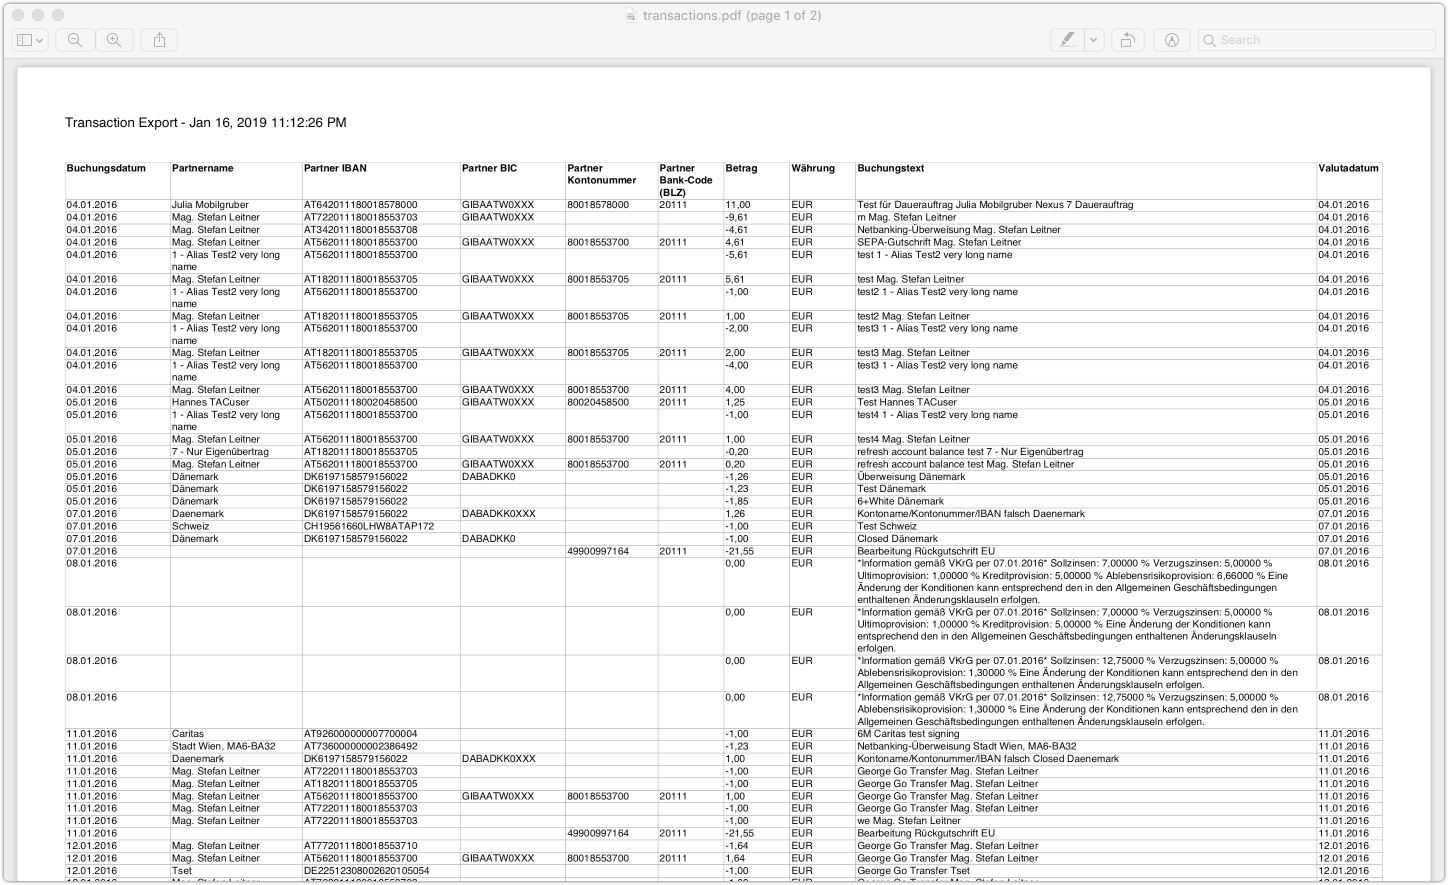 transactions.pdf (page 1 of 2)
Search
Transaction Export - Jan 16, 2019 11:12:26 PM
Buchungsdatum Partnername Partner IBAN Partner BIC Partner Kontonummer Partner Bank-Code (BLZ) Betrag Währung Buchungstext Valutadatum
04.01.2016 Julia Mobilgruber AT642011180018578000 GIBAATW0XXX 80018578000 20111 11,00 EUR Test für Dauerauftrag Julia Mobilgruber Nexus 7 Dauerauftrag 04.01.2016
04.01.2016 Mag. Stefan Leitner AT722011180018553703 GIBAATW0XXX -9,61 EUR m Mag. Stefan Leitner 04.01.2016
04.01.2016 Mag. Stefan Leitner AT342011180018553708 -4,61 EUR Netbanking-Überweisung Mag. Stefan Leitner 04.01.2016
04.01.2016 Mag. Stefan Leitner AT562011180018553700 GIBAATW0XXX 80018553700 20111 4,61 EUR SEPA-Gutschrift Mag. Stefan Leitner 04.01.2016
04.01.2016 1 - Alias Test2 very long name AT562011180018553700 -5,61 EUR test 1 - Alias Test2 very long name 04.01.2016
04.01.2016 Mag. Stefan Leitner AT182011180018553705 GIBAATW0XXX 80018553705 20111 5,61 EUR test Mag. Stefan Leitner 04.01.2016
04.01.2016 1 - Alias Test2 very long name AT562011180018553700 -1,00 EUR test2 1 - Alias Test2 very long name 04.01.2016
04.01.2016 Mag. Stefan Leitner AT182011180018553705 GIBAATW0XXX 80018553705 20111 1,00 EUR test2 Mag. Stefan Leitner 04.01.2016
04.01.2016 1 - Alias Test2 very long name AT562011180018553700 -2,00 EUR test3 1 - Alias Test2 very long name 04.01.2016
04.01.2016 Mag. Stefan Leitner AT182011180018553705 GIBAATW0XXX 80018553705 20111 2,00 EUR test3 Mag. Stefan Leitner 04.01.2016
04.01.2016 1 - Alias Test2 very long name AT562011180018553700 -4,00 EUR test3 1 - Alias Test2 very long name 04.01.2016
04.01.2016 Mag. Stefan Leitner AT562011180018553700 GIBAATW0XXX 80018553700 20111 4,00 EUR test3 Mag. Stefan Leitner 04.01.2016
05.01.2016 Hannes TACuser AT502011180020458500 GIBAATW0XXX 80020458500 20111 1,25 EUR Test Hannes TACuser 05.01.2016
05.01.2016 1 - Alias Test2 very long name AT562011180018553700 -1,00 EUR test4 1 - Alias Test2 very long name 05.01.2016
05.01.2016 Mag. Stefan Leitner AT562011180018553700 GIBAATW0XXX 80018553700 20111 1,00 EUR test4 Mag. Stefan Leitner 05.01.2016
05.01.2016 7 - Nur Eigenübertrag AT182011180018553705 -0,20 EUR refresh account balance test 7 - Nur Eigenübertrag 05.01.2016
05.01.2016 Mag. Stefan Leitner AT562011180018553700 GIBAATW0XXX 80018553700 20111 0,20 EUR refresh account balance test Mag. Stefan Leitner 05.01.2016
05.01.2016 Dänemark DK6197158579156022 DABADKK0 -1,26 EUR Überweisung Dänemark 05.01.2016
05.01.2016 Dänemark DK6197158579156022 -1,23 EUR Test Dänemark 05.01.2016
05.01.2016 Dänemark DK6197158579156022 -1,85 EUR 6+White Dänemark 05.01.2016
07.01.2016 Daenemark DK6197158579156022 DABADKK0XXX 1,26 EUR Kontoname/Kontonummer/IBAN falsch Daenemark 07.01.2016
07.01.2016 Schweiz CH19561660LHW8ATAP172 -1,00 EUR Test Schweiz 07.01.2016
07.01.2016 Dänemark DK6197158579156022 DABADKK0 -1,00 EUR Closed Dänemark 07.01.2016
07.01.2016 49900997164 20111 -21,55 EUR Bearbeitung Rückgutschrift EU 07.01.2016
08.01.2016 0,00 EUR *Information gemäß VKrG per 07.01.2016* Sollzinsen: 7,00000 % Verzugszinsen: 5,00000 % 08.01.2016
Ultimoprovision: 1,00000 % Kreditprovision: 5,00000 % Ablebensrisikoprovision: 6,66000 % Eine
Änderung der Konditionen kann entsprechend den in den Allgemeinen Geschäftsbedingungen
enthaltenen Änderungsklauseln erfolgen.
08.01.2016 0,00 EUR *Information gemäß VKrG per 07.01.2016* Sollzinsen: 7,00000 % Verzugszinsen: 5,00000 % 08.01.2016
Ultimoprovision: 1,00000 % Kreditprovision: 5,00000 % Eine Änderung der Konditionen kann
entsprechend den in den Allgemeinen Geschäftsbedingungen enthaltenen Änderungsklauseln
erfolgen.
08.01.2016 0,00 EUR *Information gemäß VKrG per 07.01.2016* Sollzinsen: 12,75000 % Verzugszinsen: 5,00000 % 08.01.2016
Ablebensrisikoprovision: 1,30000 % Eine Änderung der Konditionen kann entsprechend den in den
Allgemeinen Geschäftsbedingungen enthaltenen Änderungsklauseln erfolgen.
08.01.2016 0,00 EUR *Information gemäß VKrG per 07.01.2016* Sollzinsen: 12,75000 % Verzugszinsen: 5,00000 % 08.01.2016
Ablebensrisikoprovision: 1,30000 % Eine Änderung der Konditionen kann entsprechend den in den
Allgemeinen Geschäftsbedingungen enthaltenen Änderungsklauseln erfolgen.
11.01.2016 Caritas AT926000000007700004 -1,00 EUR 6M Caritas test signing 11.01.2016
11.01.2016 Stadt Wien, MA6-BA32 AT736000000002386492 -1,23 EUR Netbanking-Überweisung Stadt Wien, MA6-BA32 11.01.2016
11.01.2016 Daenemark DK6197158579156022 DABADKK0XXX 1,00 EUR Kontoname/Kontonummer/IBAN falsch Closed Daenemark 11.01.2016
11.01.2016 Mag. Stefan Leitner AT722011180018553703 -1,00 EUR George Go Transfer Mag. Stefan Leitner 11.01.2016
11.01.2016 Mag. Stefan Leitner AT182011180018553705 -1,00 EUR George Go Transfer Mag. Stefan Leitner 11.01.2016
11.01.2016 Mag. Stefan Leitner AT562011180018553700 GIBAATW0XXX 80018553700 20111 1,00 EUR George Go Transfer Mag. Stefan Leitner 11.01.2016
11.01.2016 Mag. Stefan Leitner AT722011180018553703 -1,00 EUR George Go Transfer Mag. Stefan Leitner 11.01.2016
11.01.2016 Mag. Stefan Leitner AT722011180018553703 -1,00 EUR we Mag. Stefan Leitner 11.01.2016
11.01.2016 49900997164 20111 -21,55 EUR Bearbeitung Rückgutschrift EU 11.01.2016
12.01.2016 Mag. Stefan Leitner AT772011180018553710 -1,64 EUR George Go Transfer Mag. Stefan Leitner 12.01.2016
12.01.2016 Mag. Stefan Leitner AT562011180018553700 GIBAATW0XXX 80018553700 20111 1,64 EUR George Go Transfer Mag. Stefan Leitner 12.01.2016
12.01.2016 Tset DE22512308002620105054 -1,00 EUR George Go Transfer Tset 12.01.2016